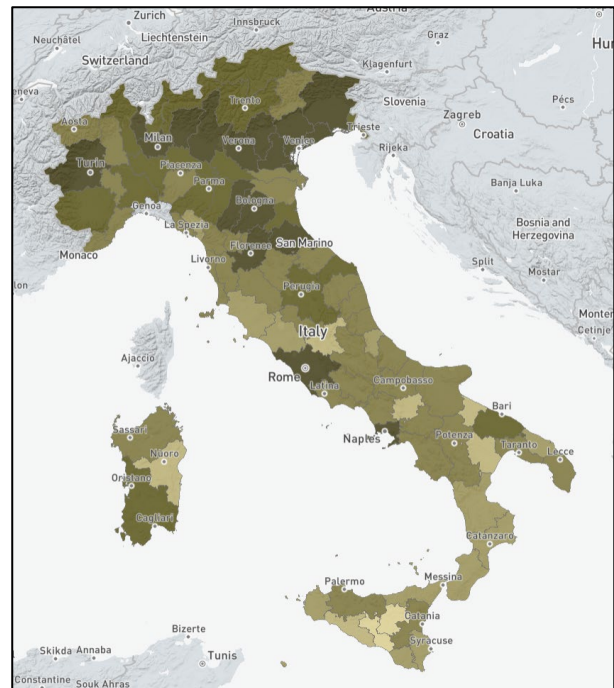 Austria
Zurich
Innsbruck
Graz
Neuchâtel
Liechtenstein
Hun
Switzerland
Klagenfurt
eneva
Slovenia
Pécs
Aosta
Trento
Zagreb
Milan
Verona
Venice
Trieste
Croatia
Turin
Piacenza
Rijeka
Parma
Banja Luka
Genoa
Bologna
La Spezia
Bosnia and
Herzegovina
Florence
San Marino
Monaco
Livorno
Split
lon
Mostar
Perugia
Monten
Italy
Cetinje
Ajaccio
Rome
Latina
Campobasso
Bari
Sassari
Naples
Potenza
Taranto
Lecce
Nuoro
Oristano
Cagliari
Catanzaro
Palermo
Messina
Catania
Syracuse
Bizerte
Skikda
Annaba
Tunis
Constantine
Souk Ahras